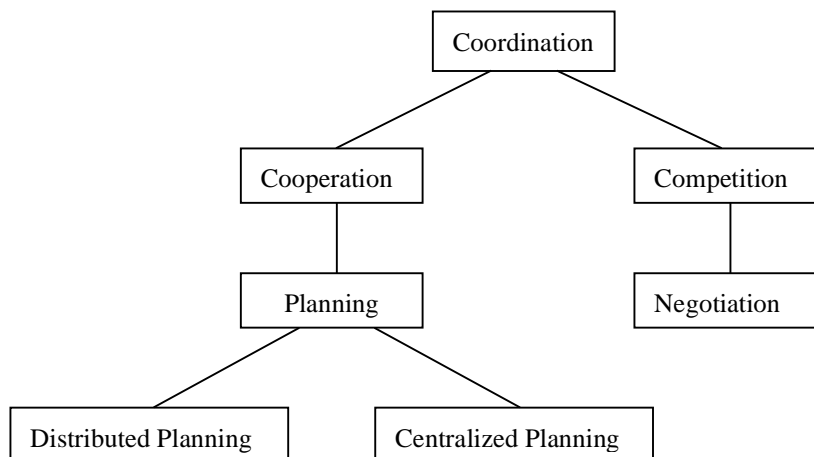 Coordination
Cooperation
Competition
Planning
Negotiation
Distributed Planning
Centralized Planning